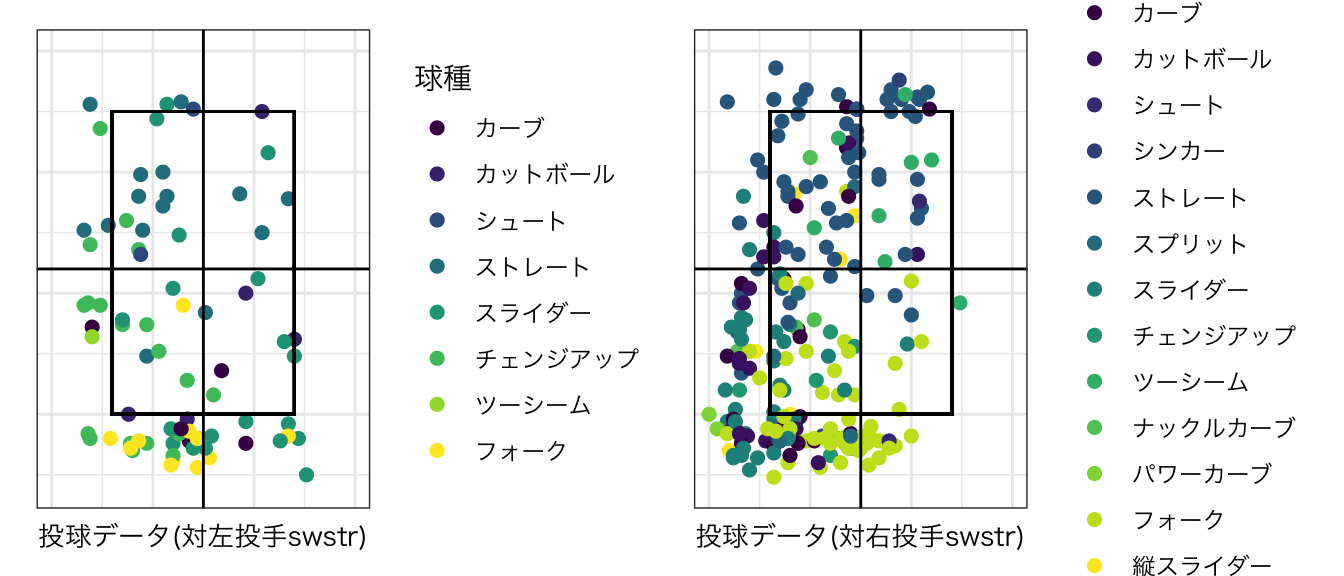 球種
カーブ
カットボール
シュート
ストレート
スライダー
チェンジアップ
ツーシーム
フォーク
投球データ(対左投手swstr)
カーブ
カットボール
シュート
シンカー
ストレート
スプリット
スライダー
チェンジアップ
ツーシーム
ナックルカーブ
パワーカーブ
フォーク
縦スライダー
投球データ(対右投手swstr)